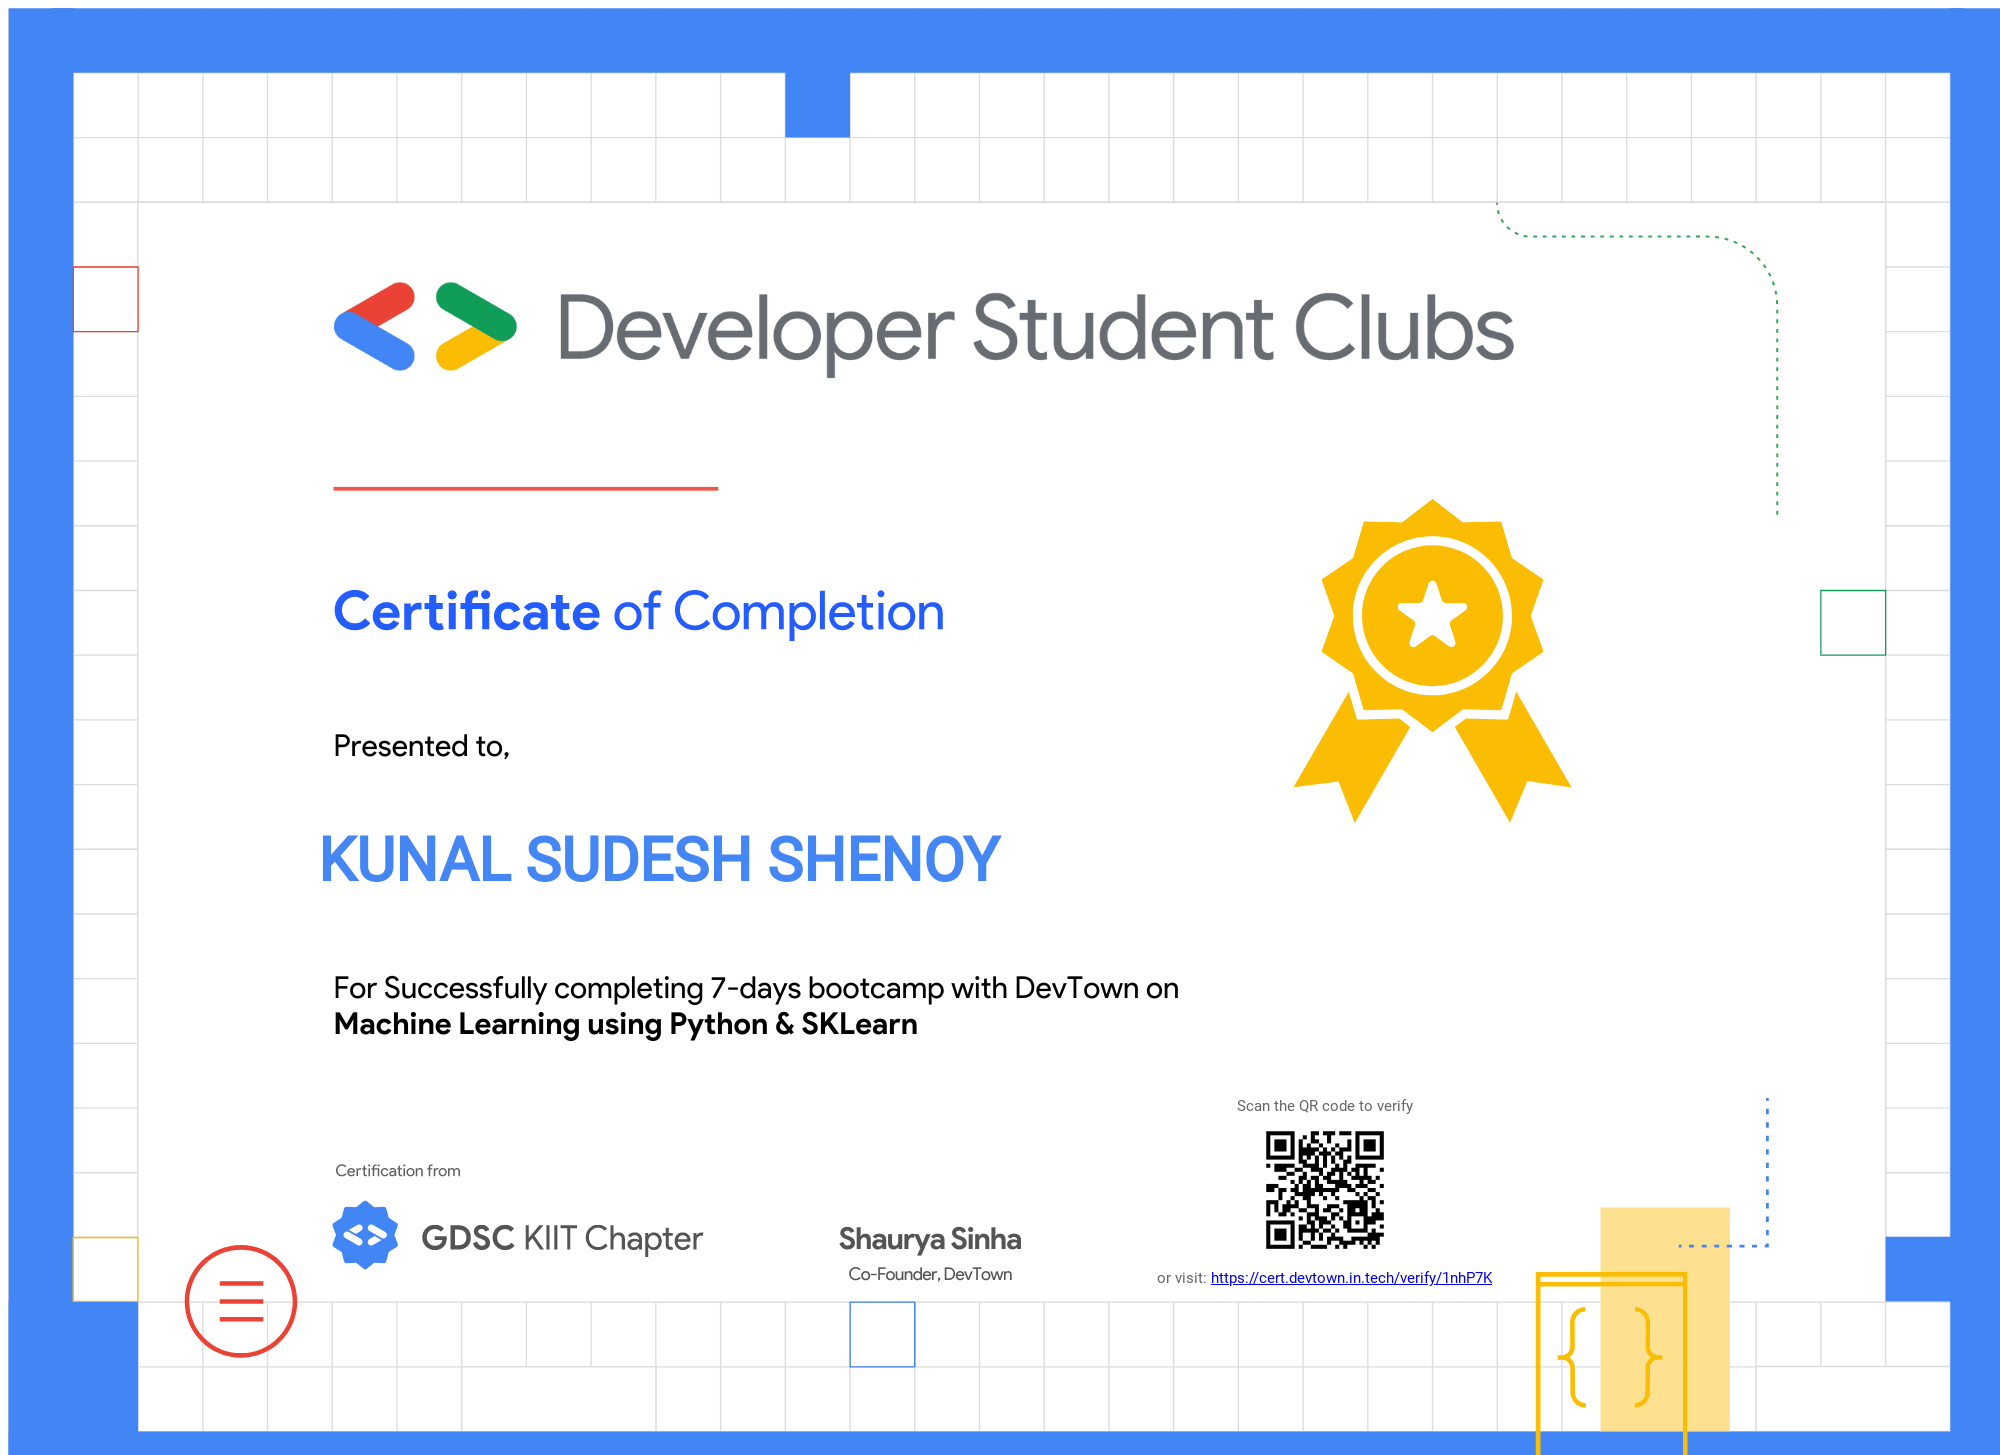 Developer Student Clubs
Certificate of Completion
Presented to,
KUNAL SUDESH SHENOY
For Successfully completing 7-days bootcamp with DevTown on
Machine Learning using Python & SKLearn
Scan the QR code to verify
Certification from
GDSC KIIT Chapter
Shaurya Sinha
Co-Founder, DevTown
or visit: https://cert.devtown.in.tech/verify/1nhP7K
{ }